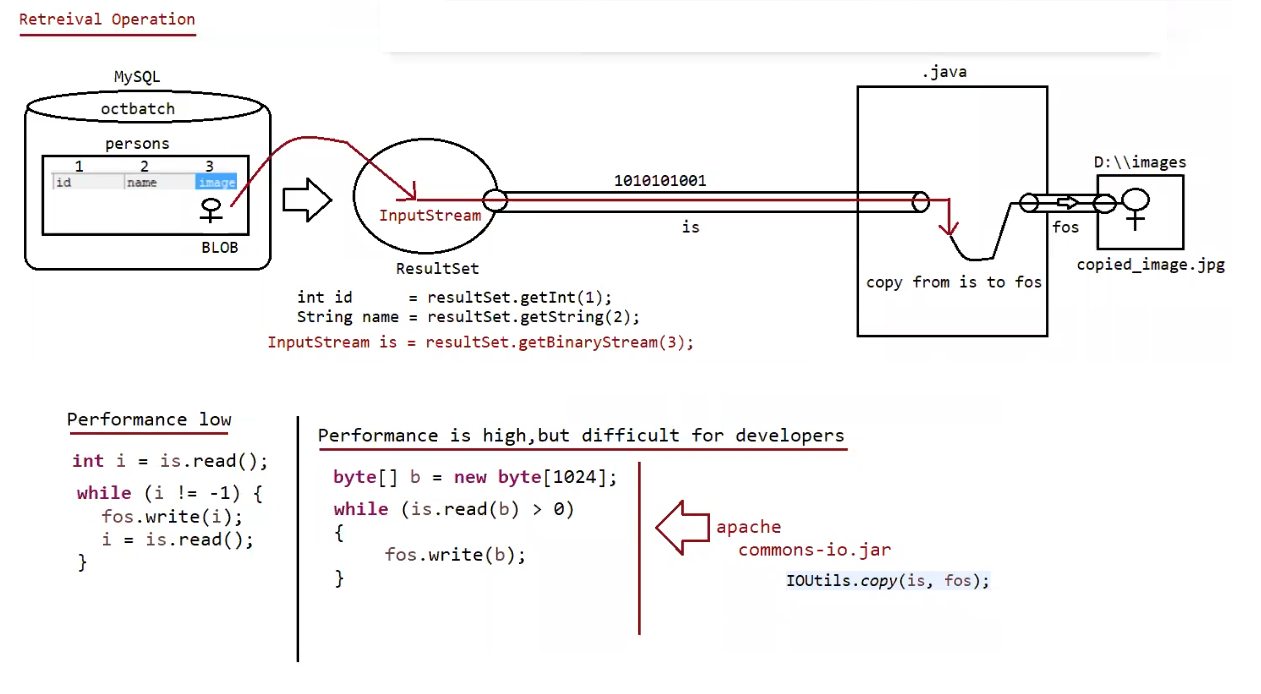 Retreival Operation
MySQL
octbatch
persons
1 2 3
id name image
BLOB
InputStream
ResultSet
1010101001
is
.java
copy from is to fos
fos
D:\\images
copied_image.jpg
int id = resultSet.getInt(1);
String name = resultSet.getString(2);
InputStream is = resultSet.getBinaryStream(3);
Performance low
int i = is.read();
while (i != -1) {
fos.write(i);
i = is.read();
}
Performance is high,but difficult for developers
byte[] b = new byte[1024];
while (is.read(b) > 0)
{
fos.write(b);
}
apache
commons-io.jar
IOUtils.copy(is, fos);